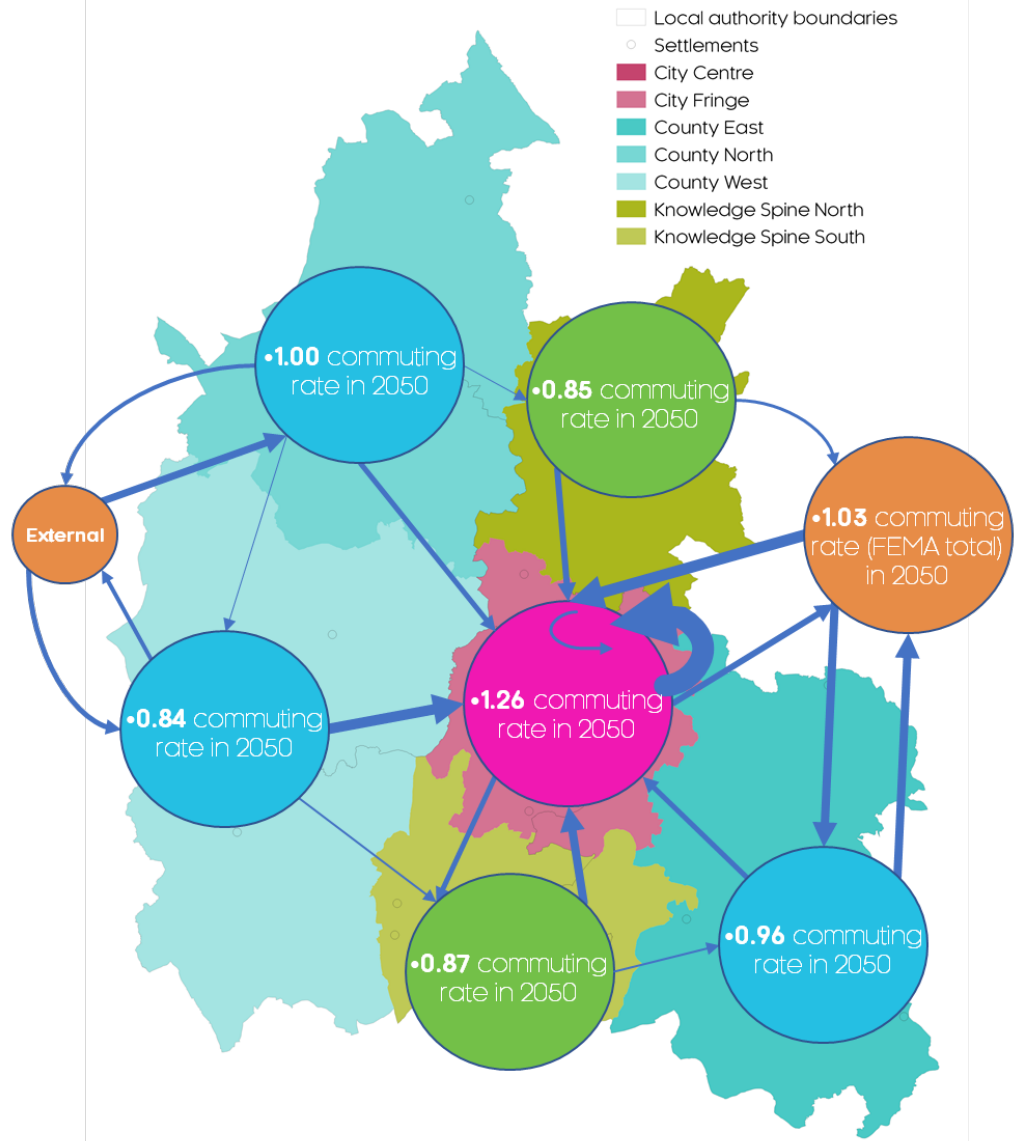 Local authority boundaries
Settlements
City Centre
City Fringe
County East
County North
County West
Knowledge Spine North
Knowledge Spine South
•1.00 commuting
rate in 2050
•0.85 commuting
rate in 2050
External
•1.03 commuting
rate (FEMA total)
in 2050
•0.84 commuting
rate in 2050
•1.26 commuting
rate in 2050
•0.87 commuting
rate in 2050
•0.96 commuting
rate in 2050